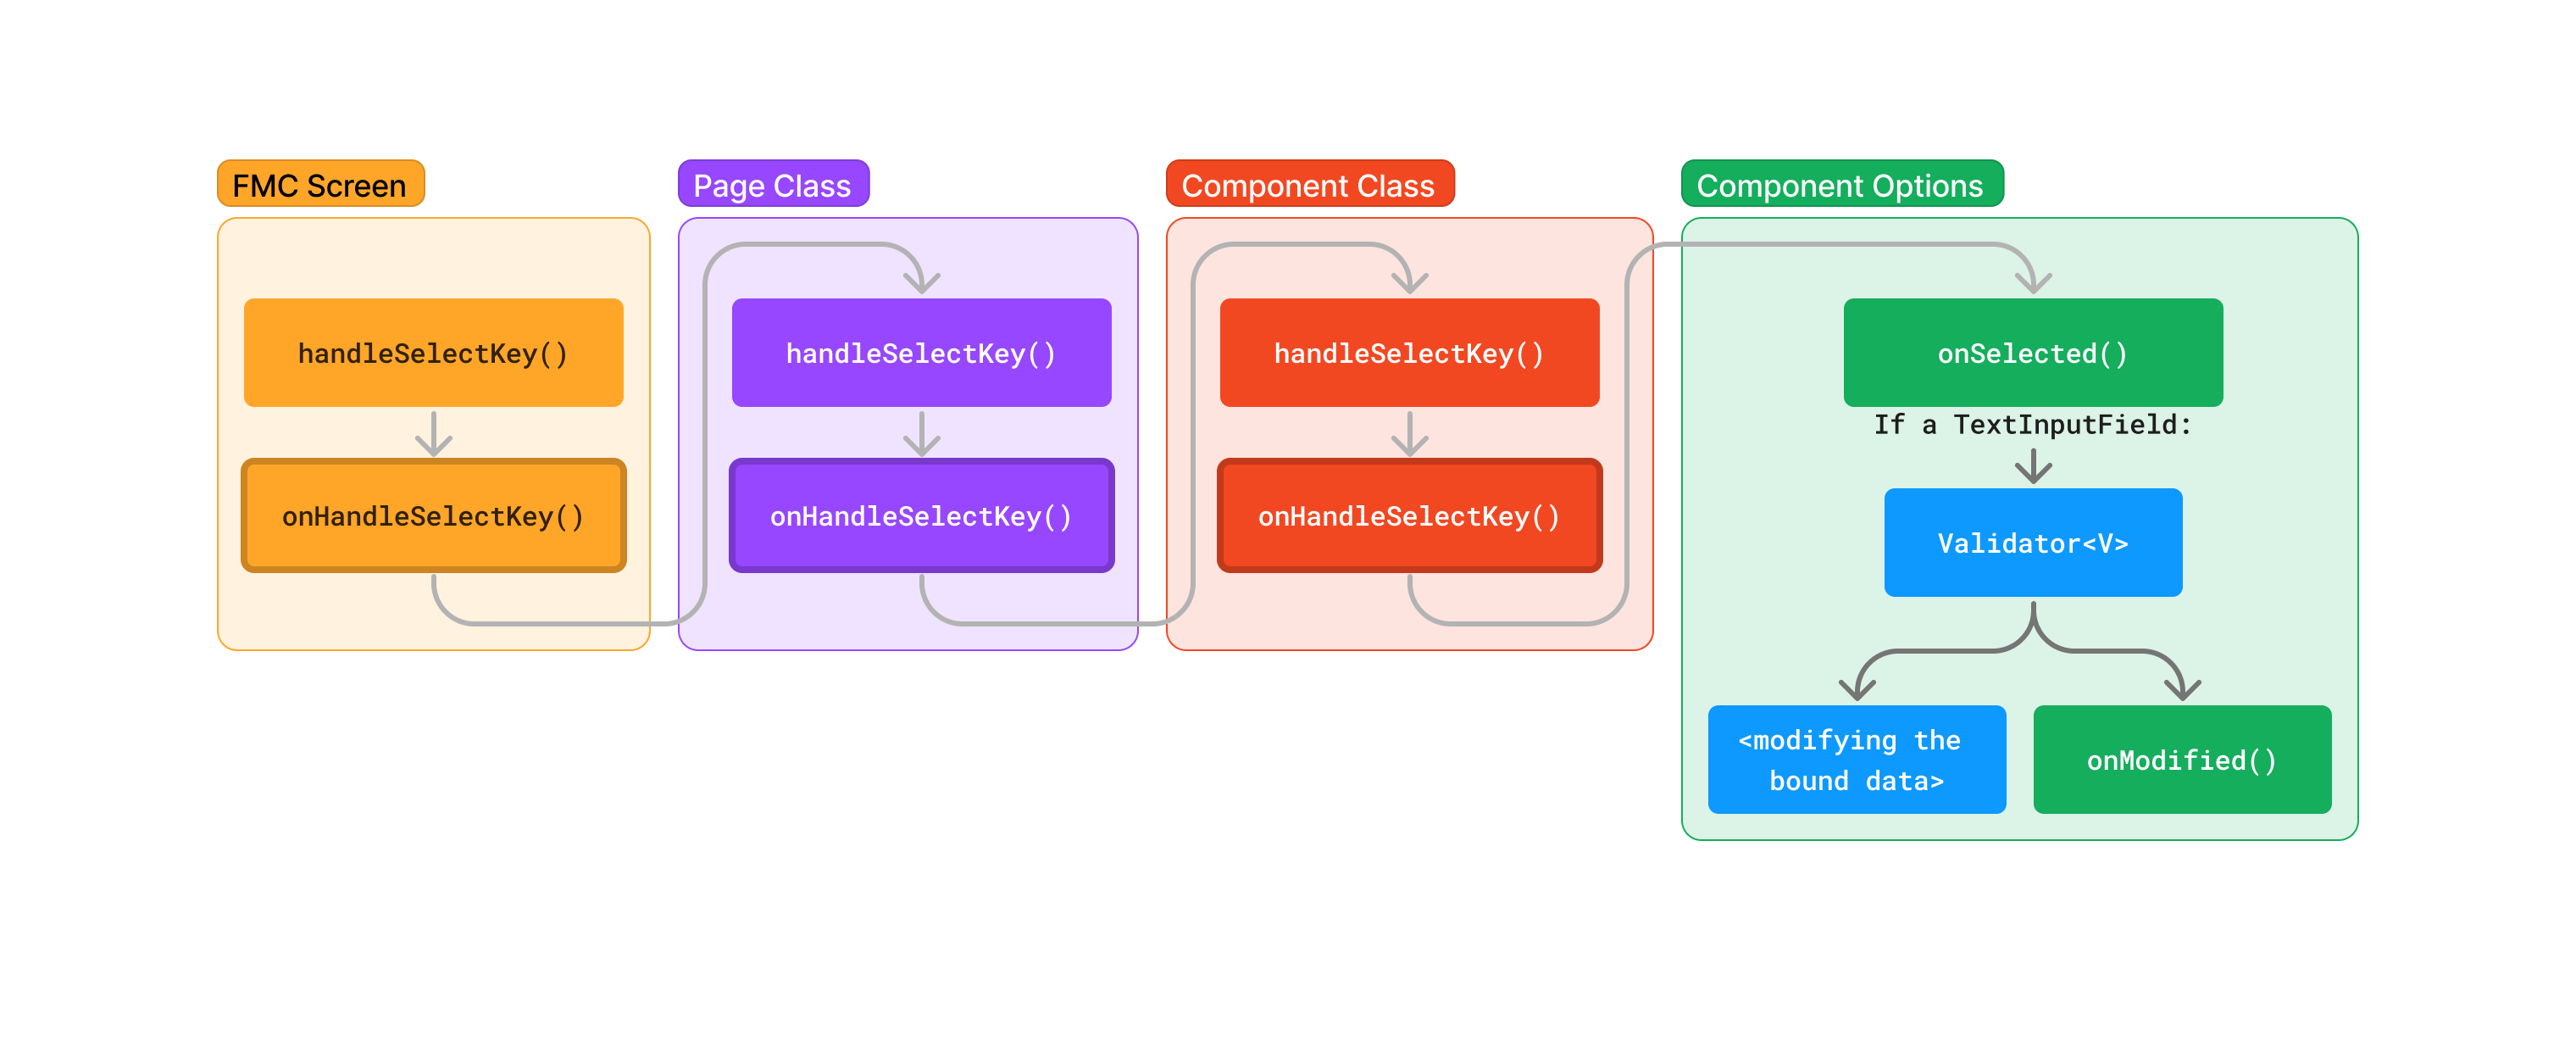 FMC Screen
handleSelectKey()
onHandleSelectKey()
Page Class
handleSelectKey()
onHandleSelectKey()
Component Class
handleSelectKey()
onHandleSelectKey()
Component Options
onSelected()
If a TextInputField:
Validator<V>
<modifying the
bound data>
onModified()